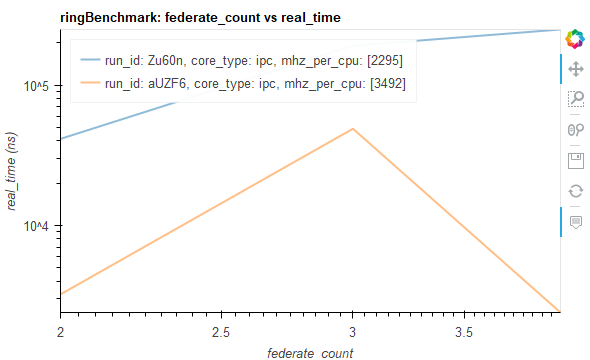 ringBenchmark: federate_count vs real_time
run_id: Zu60n, core_type: ipc, mhz_per_cpu: [2295]
run_id: aUZF6, core_type: ipc, mhz_per_cpu: [3492]
10^5
10^4
real_time (ns)
2 2.5 3 3.5
federate_count